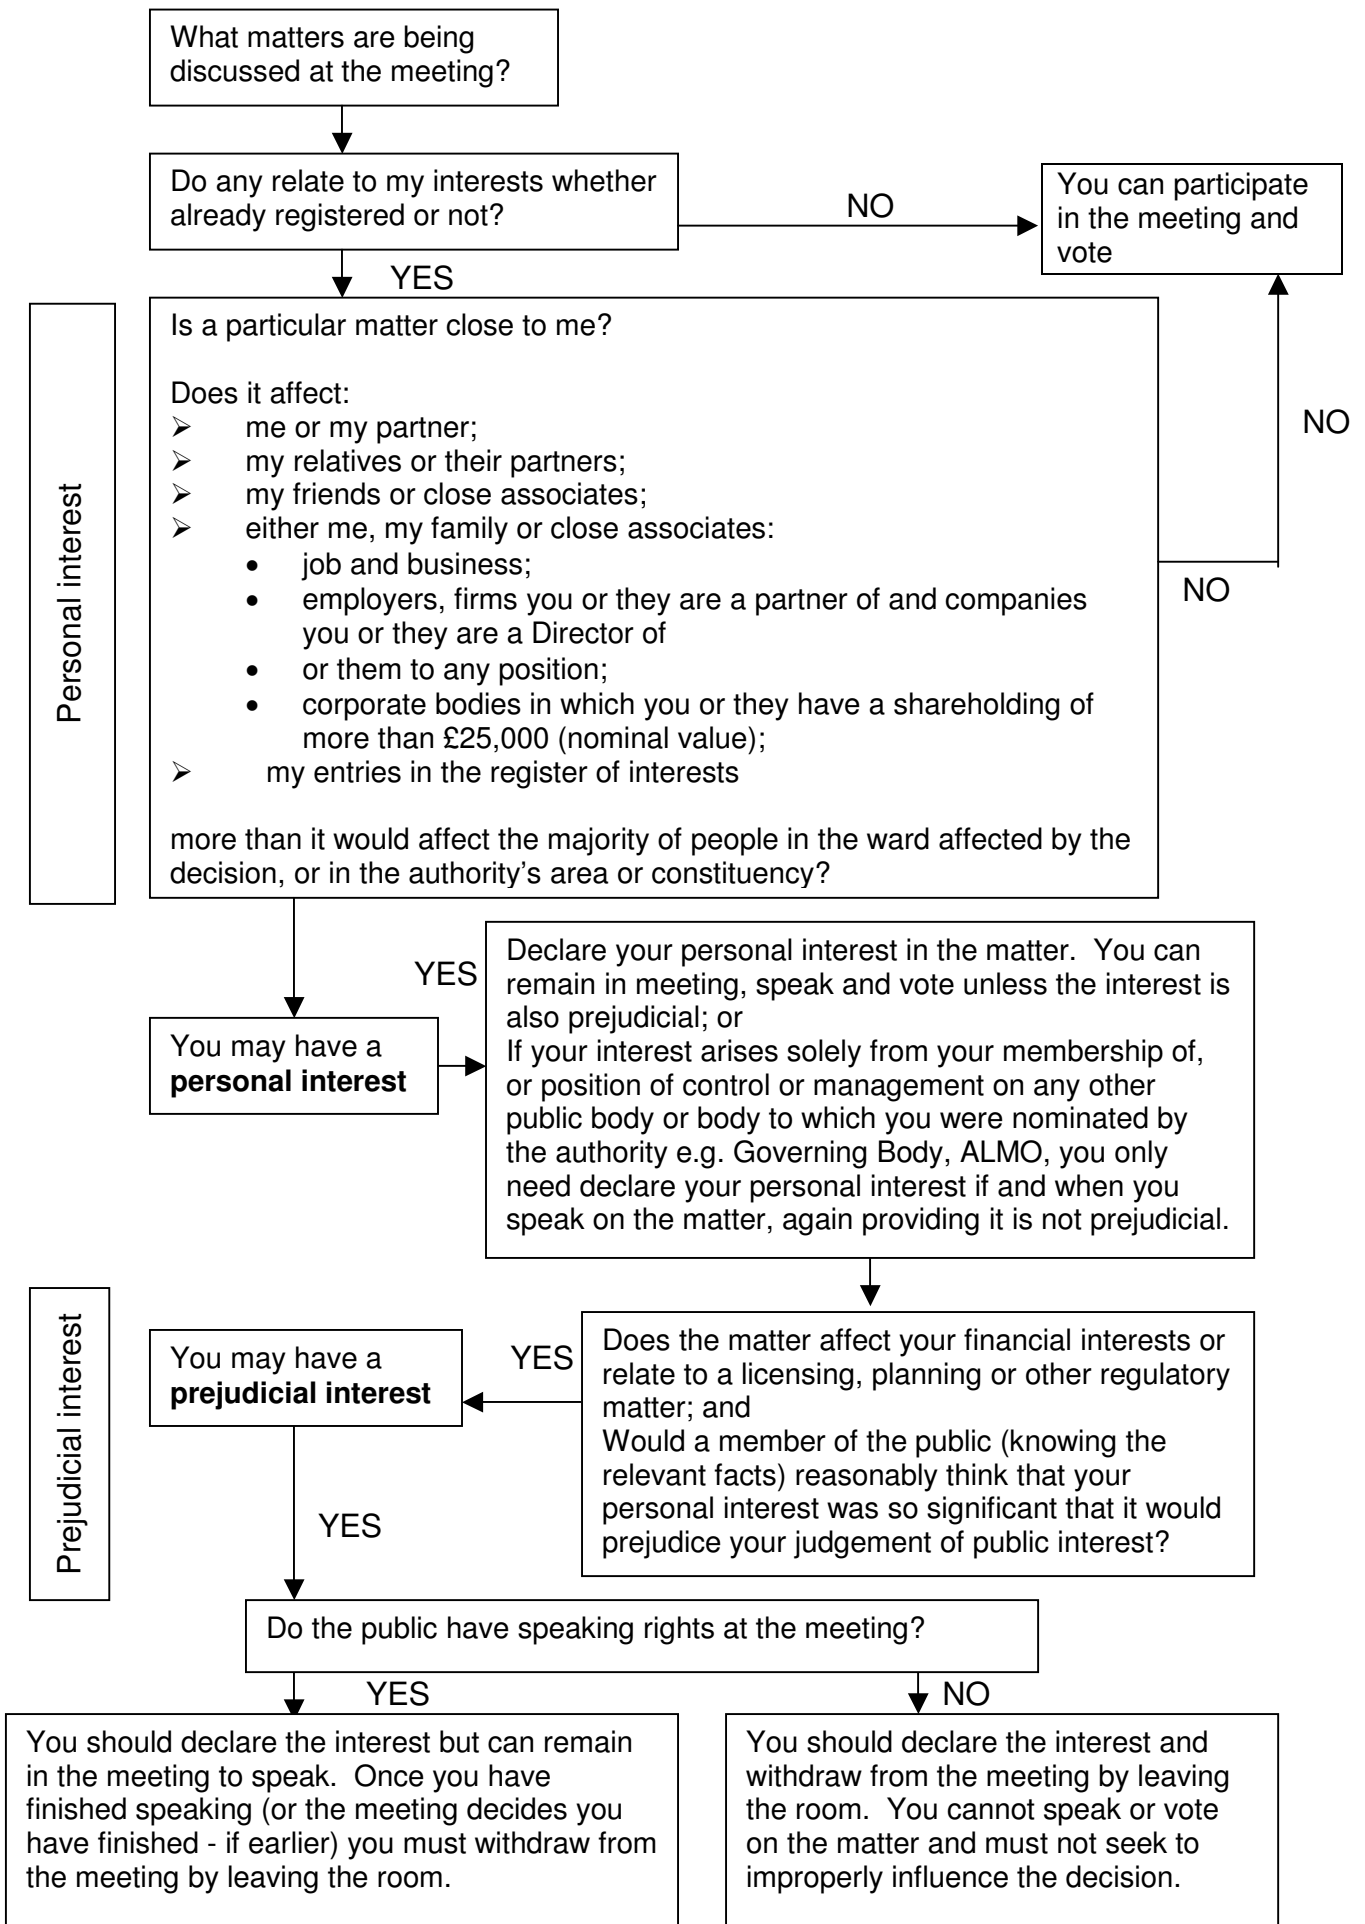 What matters are being
discussed at the meeting?
Do any relate to my interests whether
already registered or not?
NO
You can participate
in the meeting and
vote
YES
Personal interest
Is a particular matter close to me?
Does it affect:
➢ me or my partner;
➢ my relatives or their partners;
➢ my friends or close associates;
➢ either me, my family or close associates:
• job and business;
• employers, firms you or they are a partner of and companies
you or they are a Director of
• or them to any position;
• corporate bodies in which you or they have a shareholding of
more than £25,000 (nominal value);
➢ my entries in the register of interests
more than it would affect the majority of people in the ward affected by the
decision, or in the authority's area or constituency?
NO
NO
YES
You may have a
personal interest
Declare your personal interest in the matter. You can
remain in meeting, speak and vote unless the interest is
also prejudicial; or
If your interest arises solely from your membership of,
or position of control or management on any other
public body or body to which you were nominated by
the authority e.g. Governing Body, ALMO, you only
need declare your personal interest if and when you
speak on the matter, again providing it is not prejudicial.
Prejudicial interest
You may have a
prejudicial interest
YES
Does the matter affect your financial interests or
relate to a licensing, planning or other regulatory
matter; and
Would a member of the public (knowing the
relevant facts) reasonably think that your
personal interest was so significant that it would
prejudice your judgement of public interest?
YES
Do the public have speaking rights at the meeting?
YES
NO
You should declare the interest but can remain
in the meeting to speak. Once you have
finished speaking (or the meeting decides you
have finished - if earlier) you must withdraw from
the meeting by leaving the room.
You should declare the interest and
withdraw from the meeting by leaving
the room. You cannot speak or vote
on the matter and must not seek to
improperly influence the decision.